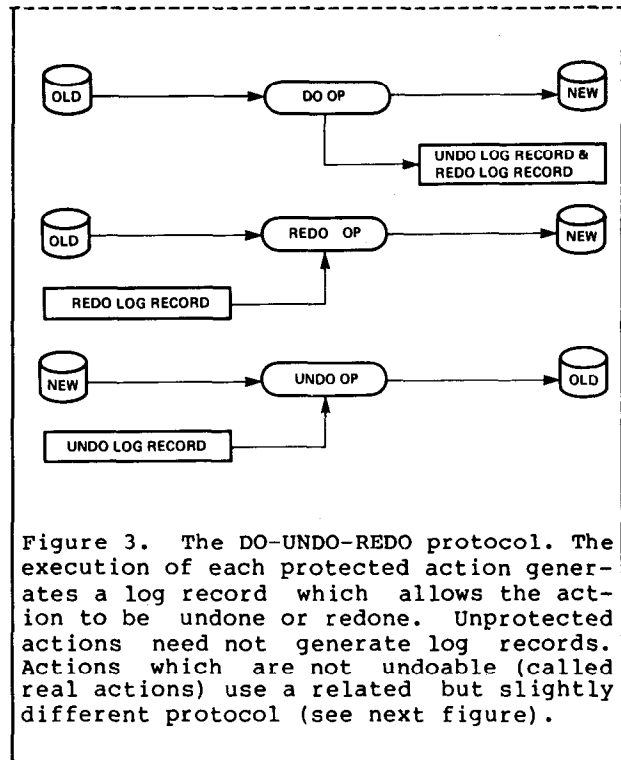 OLD
DO OP
NEW
UNDO LOG RECORD &
REDO LOG RECORD
OLD
REDO OP
NEW
REDO LOG RECORD
NEW
UNDO OP
OLD
UNDO LOG RECORD
Figure 3. The DO-UNDO-REDO protocol. The
execution of each protected action gener-
ates a log record which allows the act-
ion to be undone or redone. Unprotected
actions need not generate log records.
Actions which are not undoable (called
real actions) use a related but slightly
different protocol (see next figure).